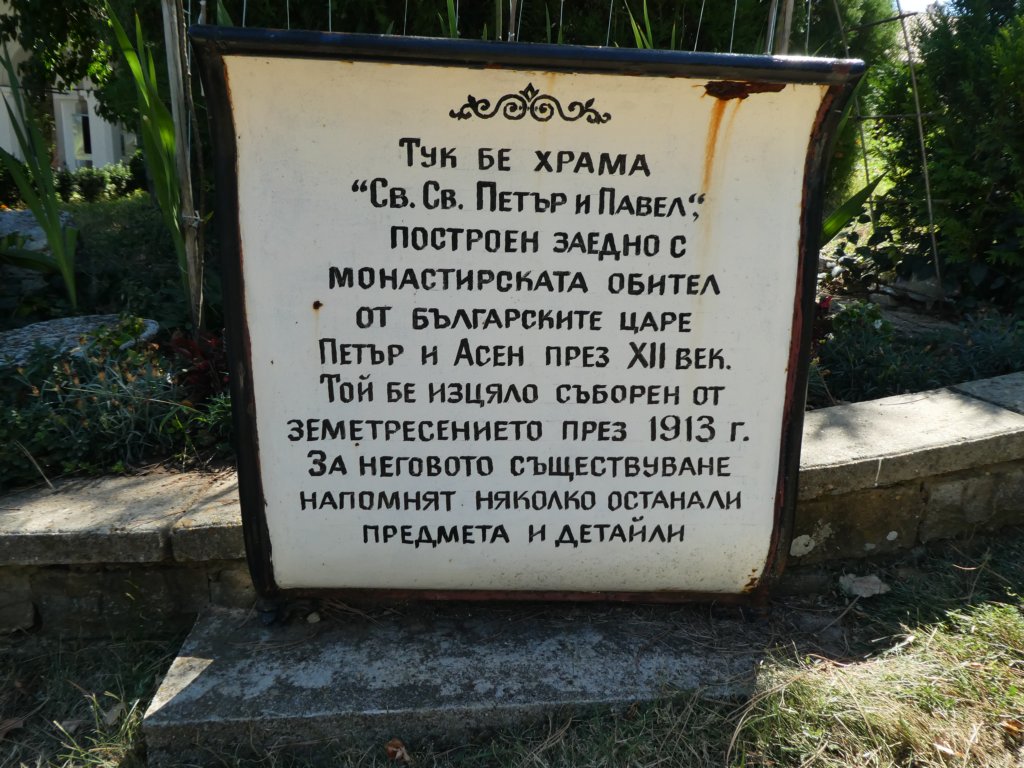 Тук бе храма
“Св. Св. Петър и Павел”,
построен заедно с
монастирската обител
от българските царе
Петър и Асен през XII век.
Той бе изцяло съборен от
земетресението през 1913 г.
За неговото съществуване
напомнят няколко останали
предмета и детайли